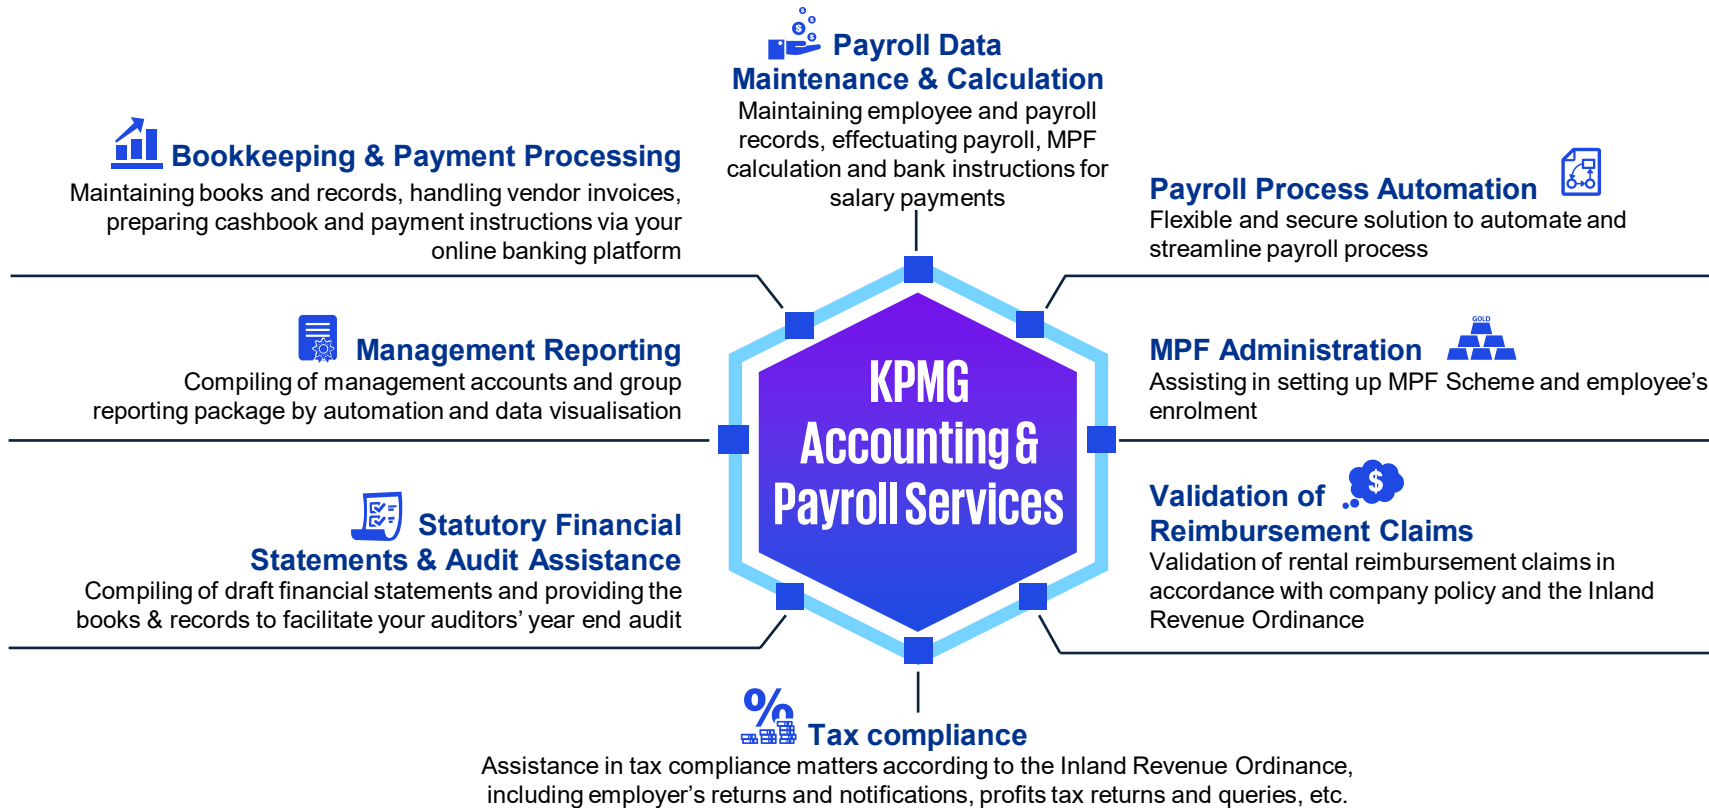 Payroll Data
Maintenance & Calculation
Maintaining employee and payroll
records, effectuating payroll, MPF
calculation and bank instructions for
salary payments
Bookkeeping & Payment Processing
Maintaining books and records, handling vendor invoices,
preparing cashbook and payment instructions via your
online banking platform
Management Reporting
Compiling of management accounts and group
reporting package by automation and data visualisation
Statutory Financial
Statements & Audit Assistance
Compiling of draft financial statements and providing the
books & records to facilitate your auditors’ year end audit
KPMG
Accounting &
Payroll Services
Payroll Process Automation
Flexible and secure solution to automate and
streamline payroll process
GOLD
MPF Administration
Assisting in setting up MPF Scheme and employee’s
enrolment
$
Validation of
Reimbursement Claims
Validation of rental reimbursement claims in
accordance with company policy and the Inland
Revenue Ordinance
%
Tax compliance
Assistance in tax compliance matters according to the Inland Revenue Ordinance,
including employer’s returns and notifications, profits tax returns and queries, etc.